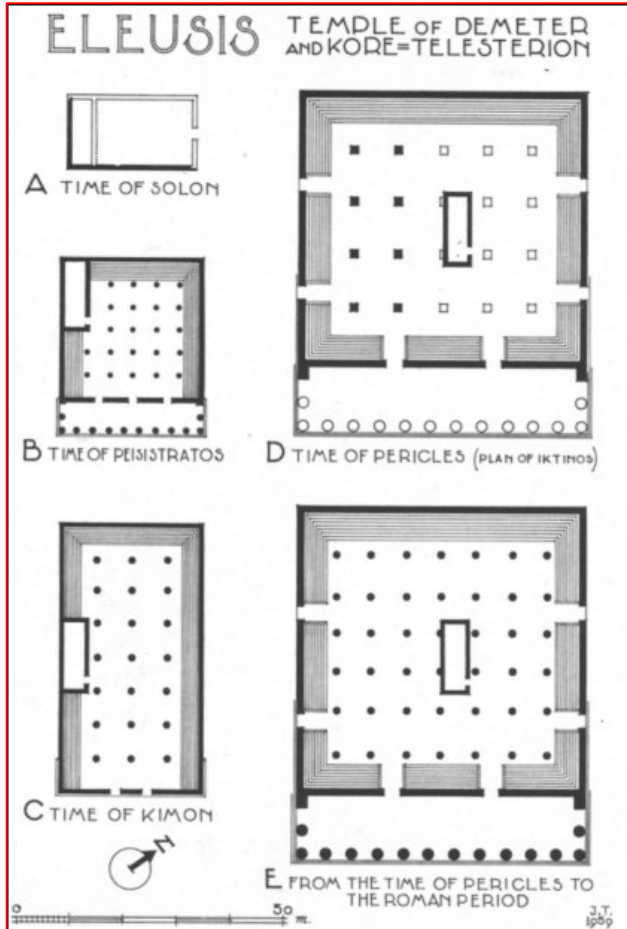 ELEUSIS
TEMPLE OF DEMETER
AND KORE=TELESTERION
A TIME OF SOLON
B TIME OF PEISISTRATOS
D TIME OF PERICLES (PLAN OF IKTINOS)
C TIME OF KIMON
N
E FROM THE TIME OF PERICLES TO
THE ROMAN PERIOD
0 50 m.
J.T.
1959